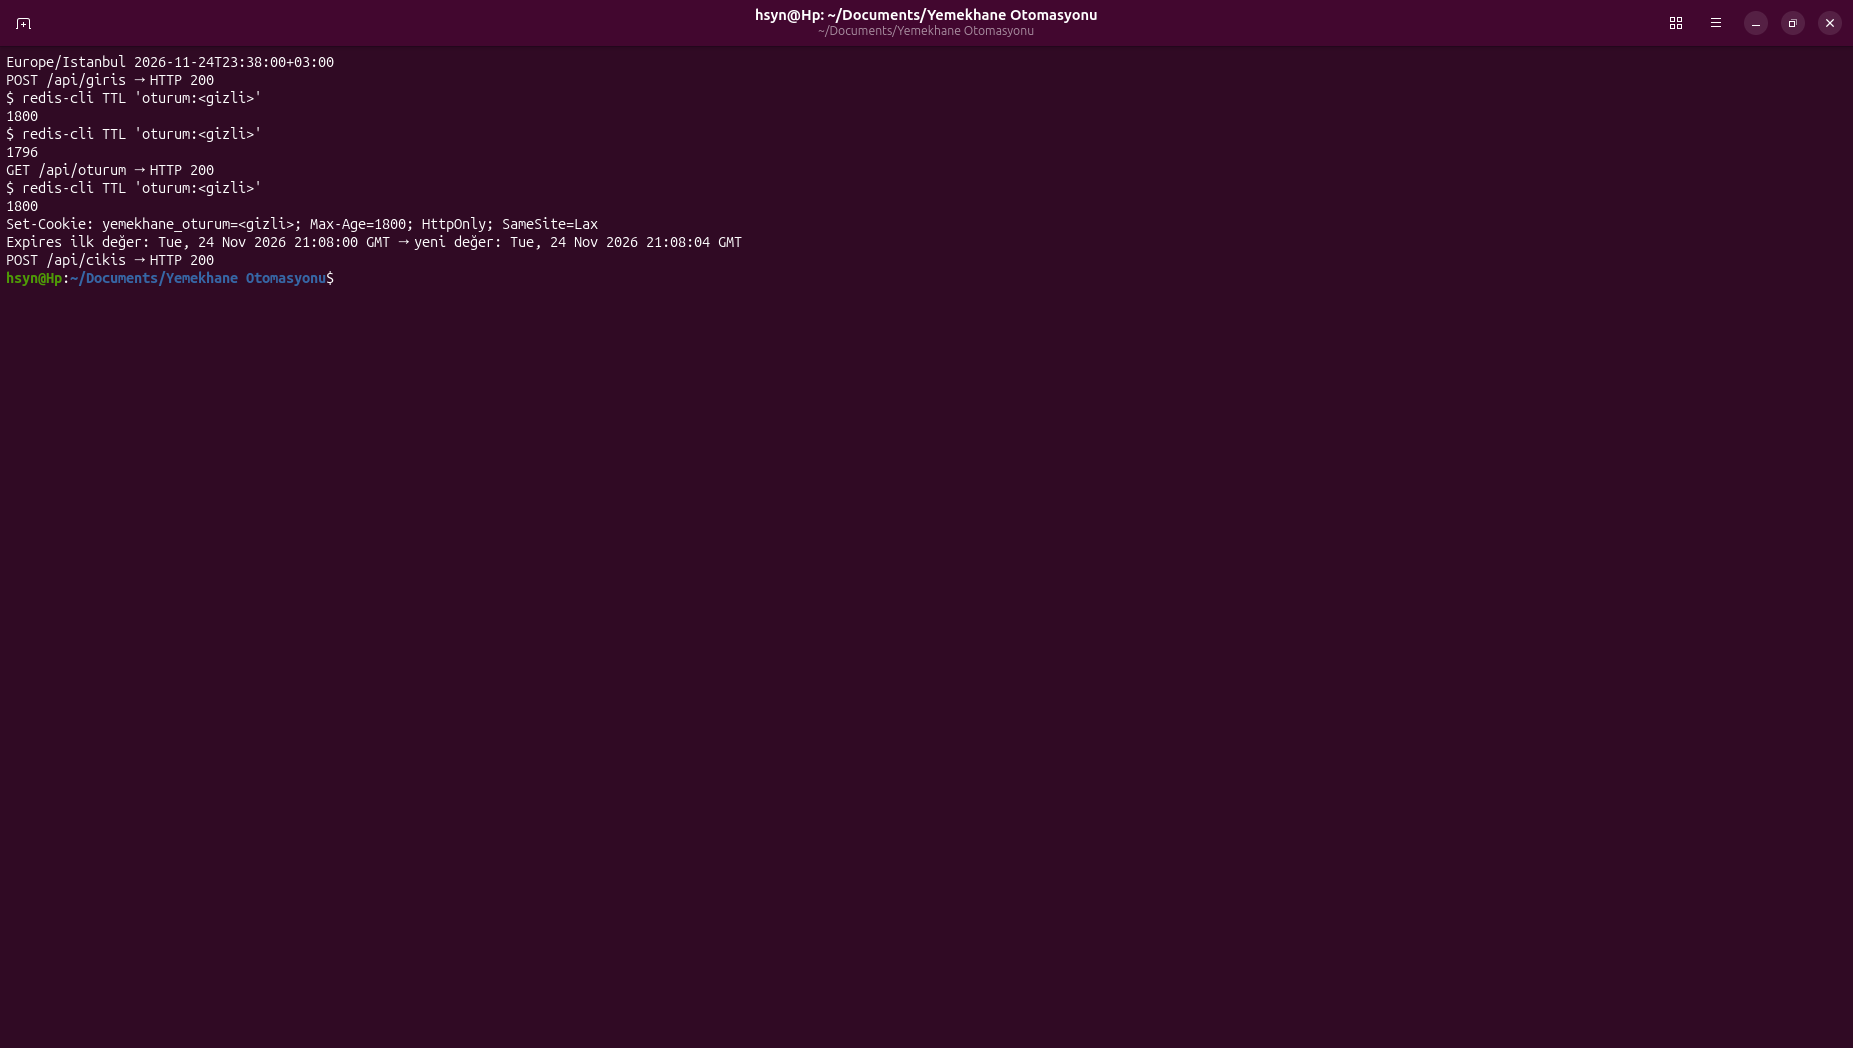 hsyn@Hp: ~/Documents/Yemekhane Otomasyonu
~/Documents/Yemekhane Otomasyonu
Europe/Istanbul 2026-11-24T23:38:00+03:00
POST /api/giris → HTTP 200
$ redis-cli TTL 'oturum:<gizli>'
1800
$ redis-cli TTL 'oturum:<gizli>'
1796
GET /api/oturum → HTTP 200
$ redis-cli TTL 'oturum:<gizli>'
1800
Set-Cookie: yemekhane_oturum=<gizli>; Max-Age=1800; HttpOnly; SameSite=Lax
Expires ilk değer: Tue, 24 Nov 2026 21:08:00 GMT → yeni değer: Tue, 24 Nov 2026 21:08:04 GMT
POST /api/cikis → HTTP 200
hsyn@Hp:~/Documents/Yemekhane Otomasyonu$